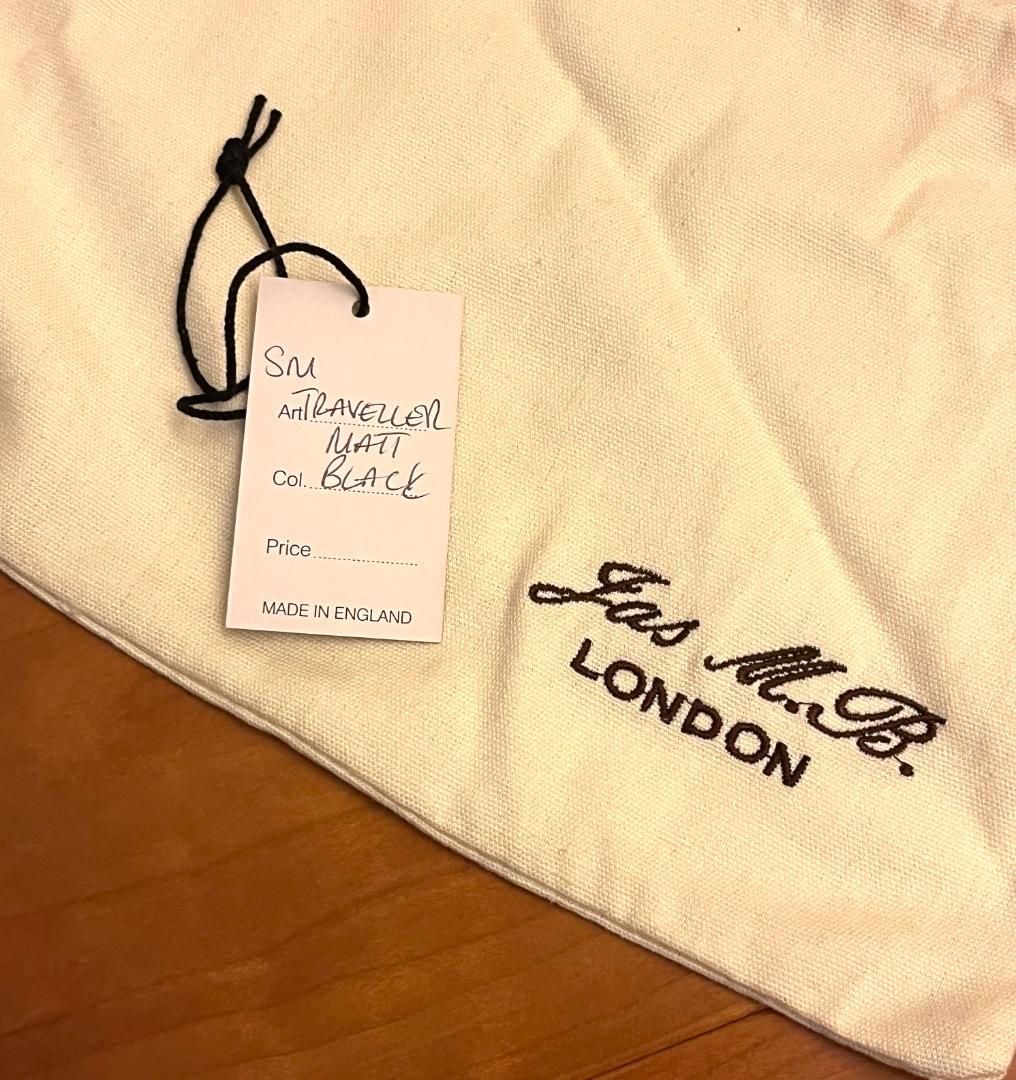 SM
Art TRAVELLER
MATT
Col. BLACK
Price
MADE IN ENGLAND
Jas M.B.
LONDON